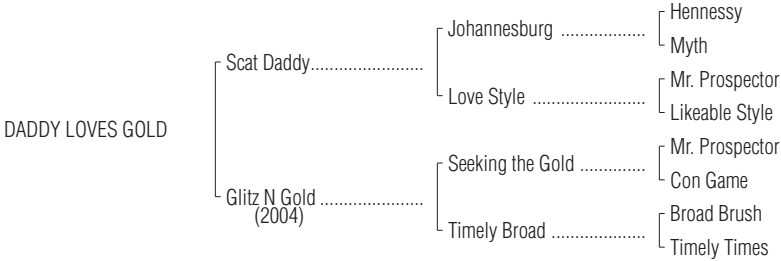 Hennessy
Johannesburg ..................
Myth
Scat Daddy........................
Mr. Prospector
Love Style ........................
Likeable Style
DADDY LOVES GOLD
Mr. Prospector
Seeking the Gold ..............
Con Game
Glitz N Gold ......................
(2004)
Broad Brush
Timely Broad ....................
Timely Times